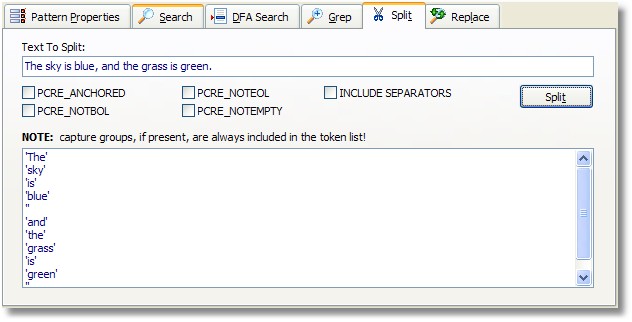 Pattern Properties Search DFA Search Grep Split Replace
Text To Split:
The sky is blue, and the grass is green.
PCRE_ANCHORED PCRE_NOTEOL INCLUDE SEPARATORS Split
PCRE_NOTBOL PCRE_NOTEMPTY
NOTE: capture groups, if present, are always included in the token list!
'The'
'sky'
'is'
'blue'
''
'and'
'the'
'grass'
'is'
'green'
''